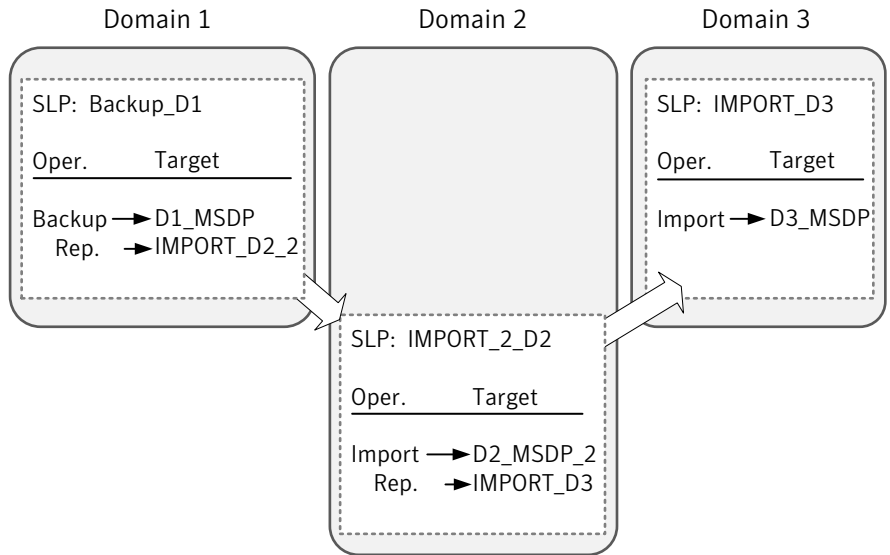 Domain 1
Domain 2
Domain 3
SLP: Backup_D1
Oper. Target
Backup D1_MSDP
Rep. IMPORT_D2_2
SLP: IMPORT_D3
Oper. Target
Import D3_MSDP
SLP: IMPORT_2_D2
Oper. Target
Import D2_MSDP_2
Rep. IMPORT_D3